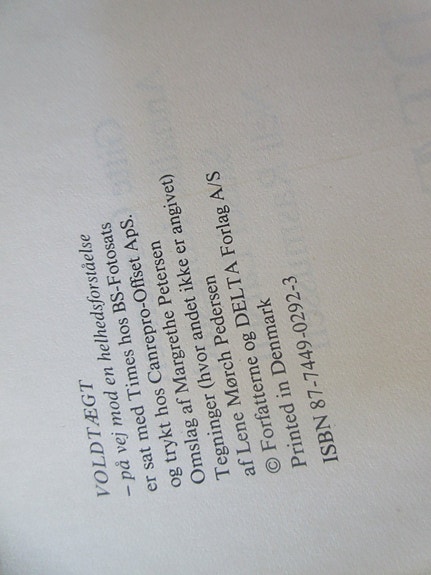 VOLDTÆGT
– på vej mod en helhedsforståelse
er sat med Times hos BS-Fotosats
og trykt hos Canrepro-Offset ApS.
Omslag af Margrethe Petersen
Tegninger (hvor andet ikke er angivet)
af Lene Mørch Pedersen
© Forfatterne og DELTA Forlag A/S
Printed in Denmark
ISBN 87-7449-0292-3